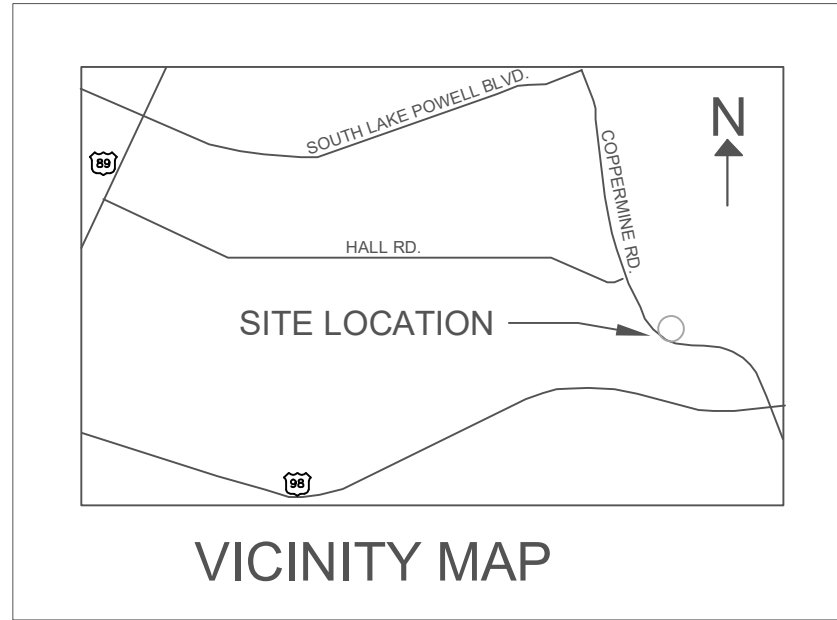 SOUTH LAKE POWELL BLVD.
N
89
COPPERMINE RD.
HALL RD.
SITE LOCATION
98
VICINITY MAP